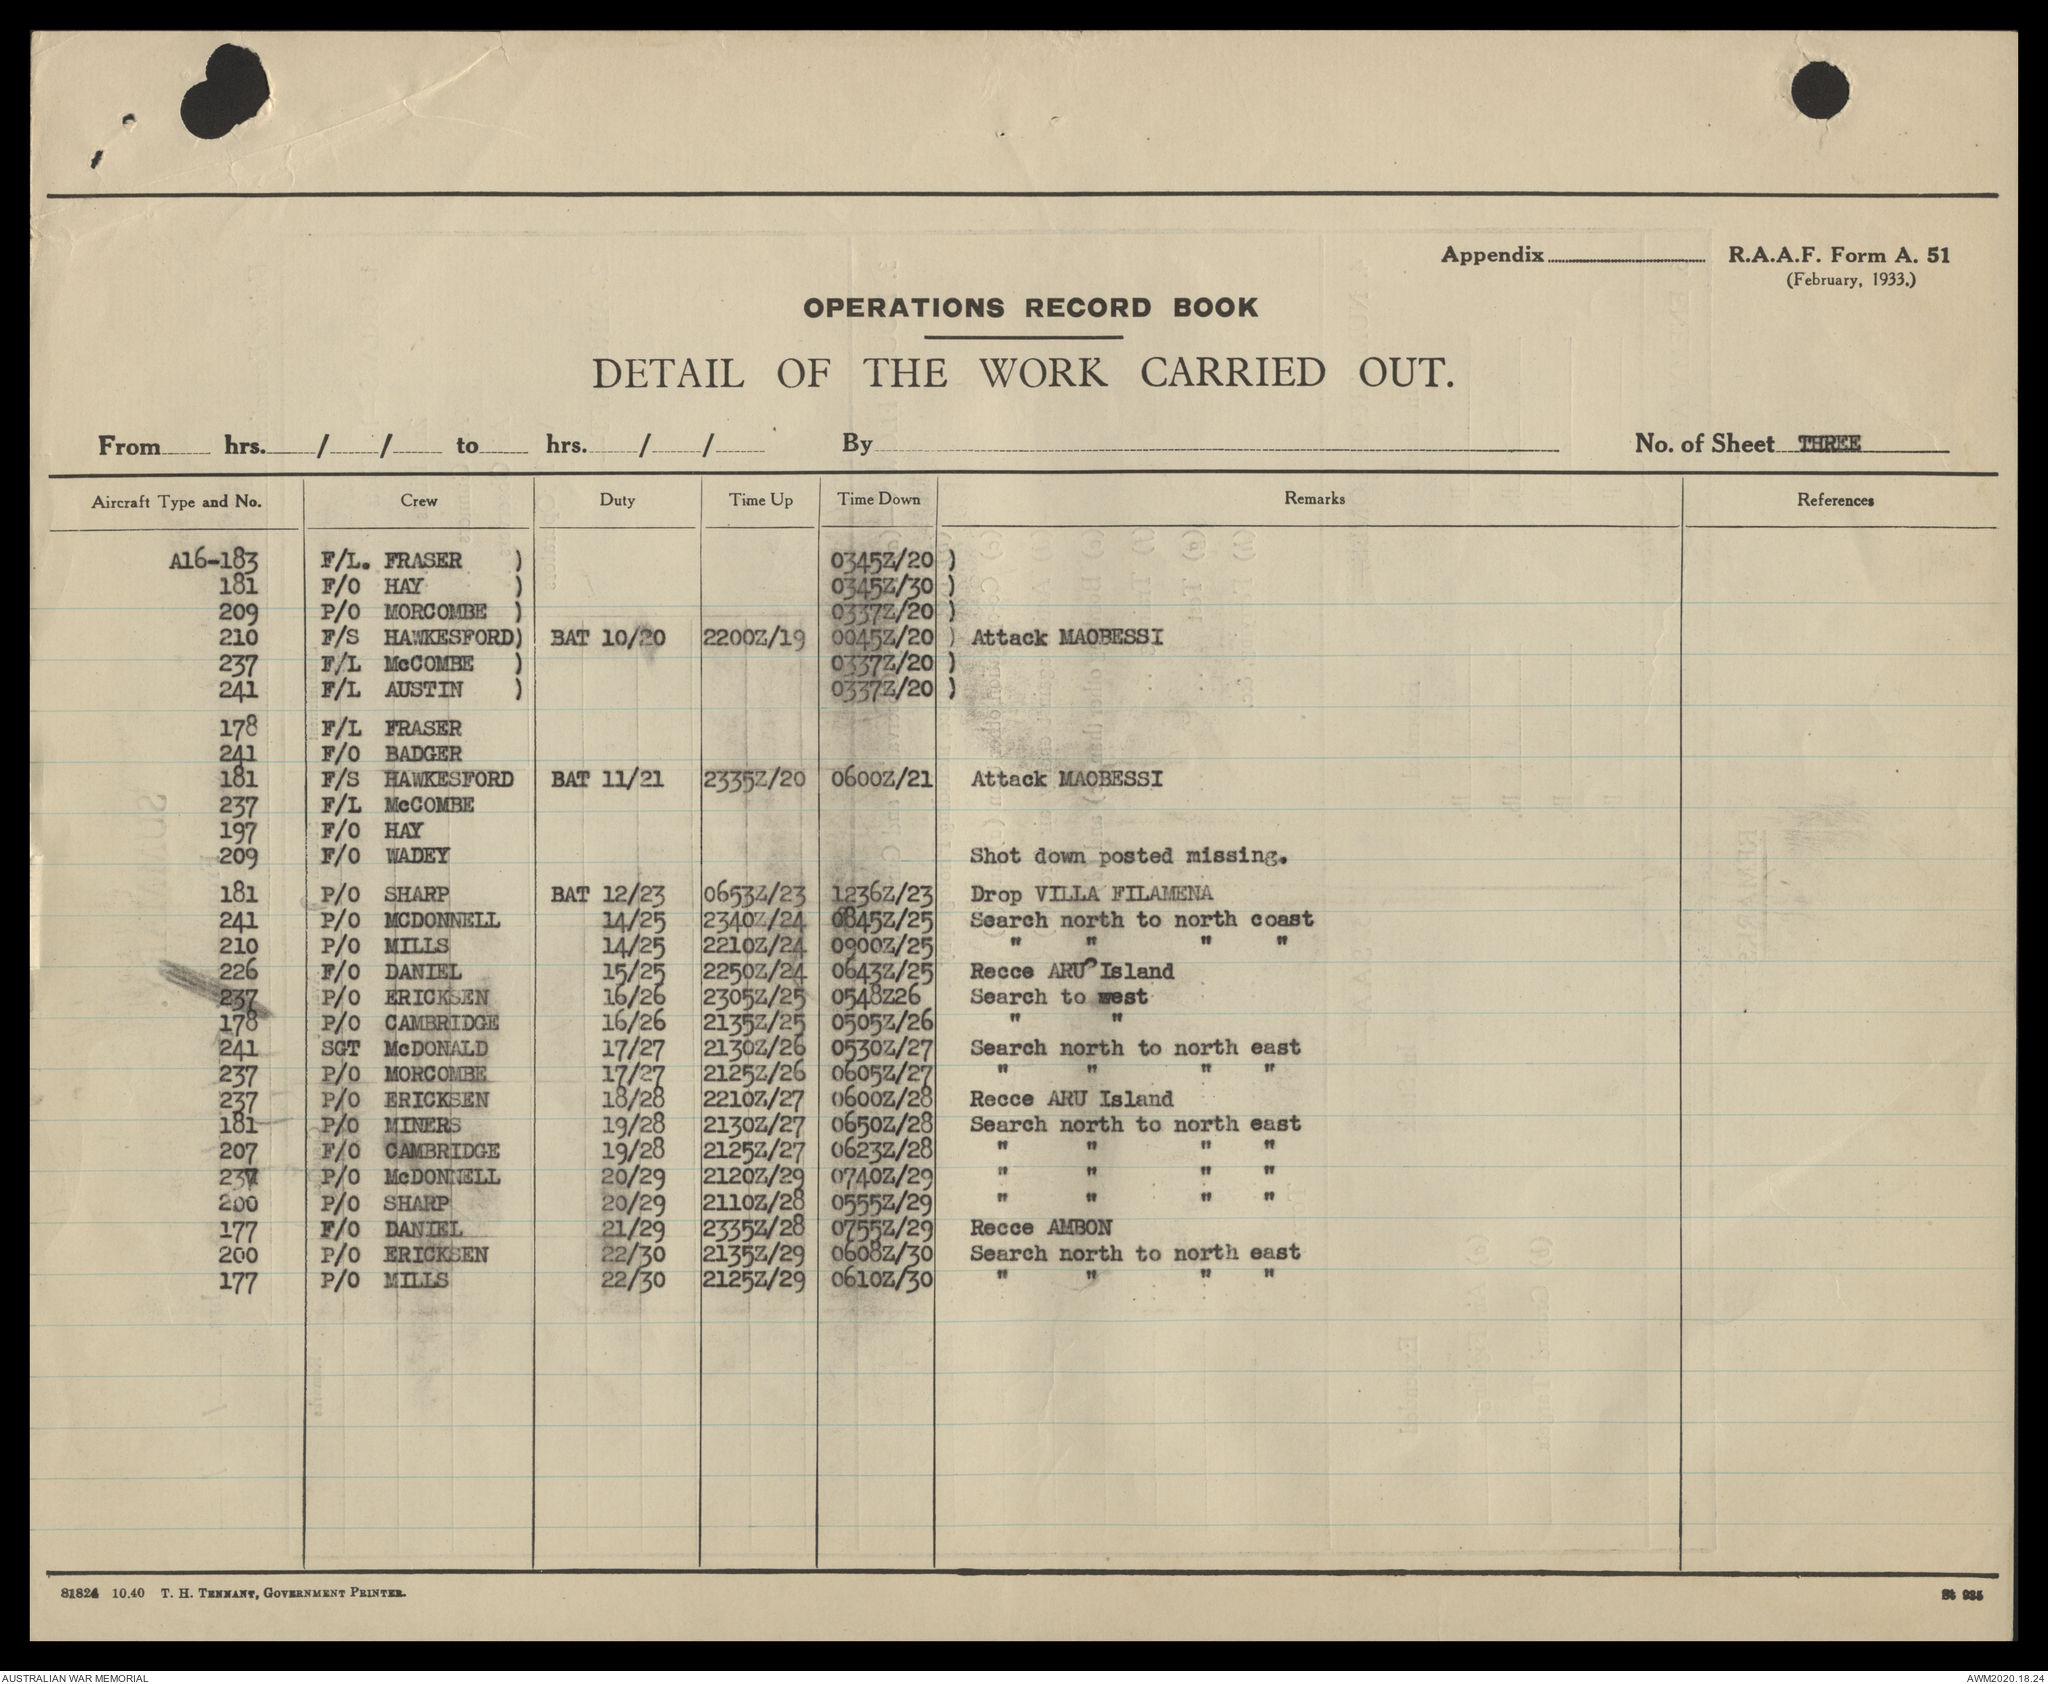 Appendix R.A.A.F. Form A. 51
(February, 1933.)
OPERATIONS RECORD BOOK
DETAIL OF THE WORK CARRIED OUT.
From hrs. / / to hrs. / / By No. of Sheet THREE
Aircraft Type and No. Crew Duty Time Up Time Down Remarks References
A16-183 F/L. FRASER ) 0345Z/20 )
181 F/O HAY ) 0345Z/30 )
209 P/O MORCOMBE ) 0337Z/20 )
210 F/S HAWKESFORD) BAT 10/20 2200Z/19 0045Z/20 ) Attack MAOBESSI
237 F/L McCOMBE ) 0337Z/20 )
241 F/L AUSTIN ) 0337Z/20 )
178 F/L FRASER
241 F/O BADGER
181 F/S HAWKESFORD BAT 11/21 2335Z/20 0600Z/21 Attack MAOBESSI
237 F/L McCOMBE
197 F/O HAY
209 F/O WADEY Shot down posted missing.
181 P/O SHARP BAT 12/23 0653Z/23 1236Z/23 Drop VILLA FILAMENA
241 P/O MCDONNELL 14/25 2340Z/24 0845Z/25 Search north to north coast
210 P/O MILLS 14/25 2210Z/24 0900Z/25 " " " "
226 F/O DANIEL 15/25 2250Z/24 0643Z/25 Recce ARU Island
237 P/O ERICKSEN 16/26 2305Z/25 0548Z26 Search to west
178 P/O CAMBRIDGE 16/26 2135Z/25 0505Z/26 " "
241 SGT McDONALD 17/27 2130Z/26 0530Z/27 Search north to north east
237 P/O MORCOMBE 17/27 2125Z/26 0605Z/27 " " " "
237 P/O ERICKSEN 18/28 2210Z/27 0600Z/28 Recce ARU Island
181 P/O MINERS 19/28 2130Z/27 0650Z/28 Search north to north east
207 F/O CAMBRIDGE 19/28 2125Z/27 0623Z/28 " " " "
237 P/O McDONNELL 20/29 2120Z/29 0740Z/29 " " " "
200 P/O SHARP 20/29 2110Z/28 0555Z/29 " " " "
177 F/O DANIEL 21/29 2335Z/28 0755Z/29 Recce AMBON
200 P/O ERICKSEN 22/30 2135Z/29 0608Z/30 Search north to north east
177 P/O MILLS 22/30 2125Z/29 0610Z/30 " " " "
81824 10.40 T. H. TENNANT, GOVERNMENT PRINTER. St 935
AUSTRALIAN WAR MEMORIAL AWM2020.18.24